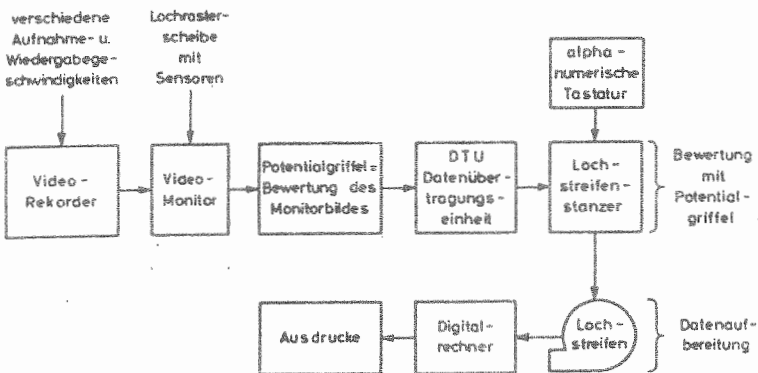 verschiedene
Aufnahme- u.
Wiedergabege-
schwindigkeiten
Lochraster-
scheibe
mit
Sensoren
alpha-
numerische
Tastatur
Video-
Rekorder
Video-
Monitor
Potentialgriffel=
Bewertung des
Monitorbildes
DTU
Datenüber-
tragungs-
einheit
Loch-
streifen-
stanzer
Bewertung
mit
Potential-
griffel
Ausdrucke
Digital-
rechner
Loch-
streifen
Datenauf-
bereitung